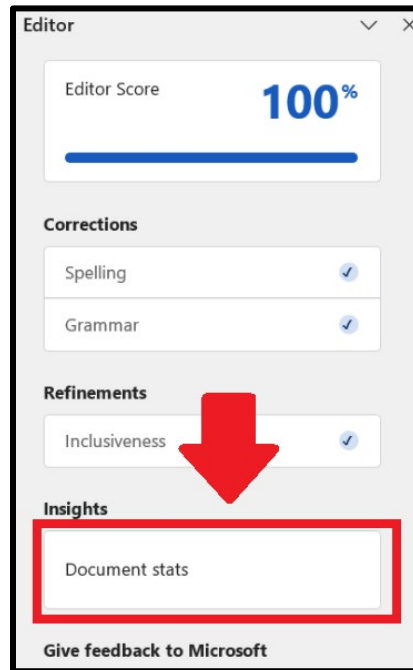 Editor
Editor Score 100%
Corrections
Spelling
Grammar
Refinements
Inclusiveness
Insights
Document stats
Give feedback to Microsoft